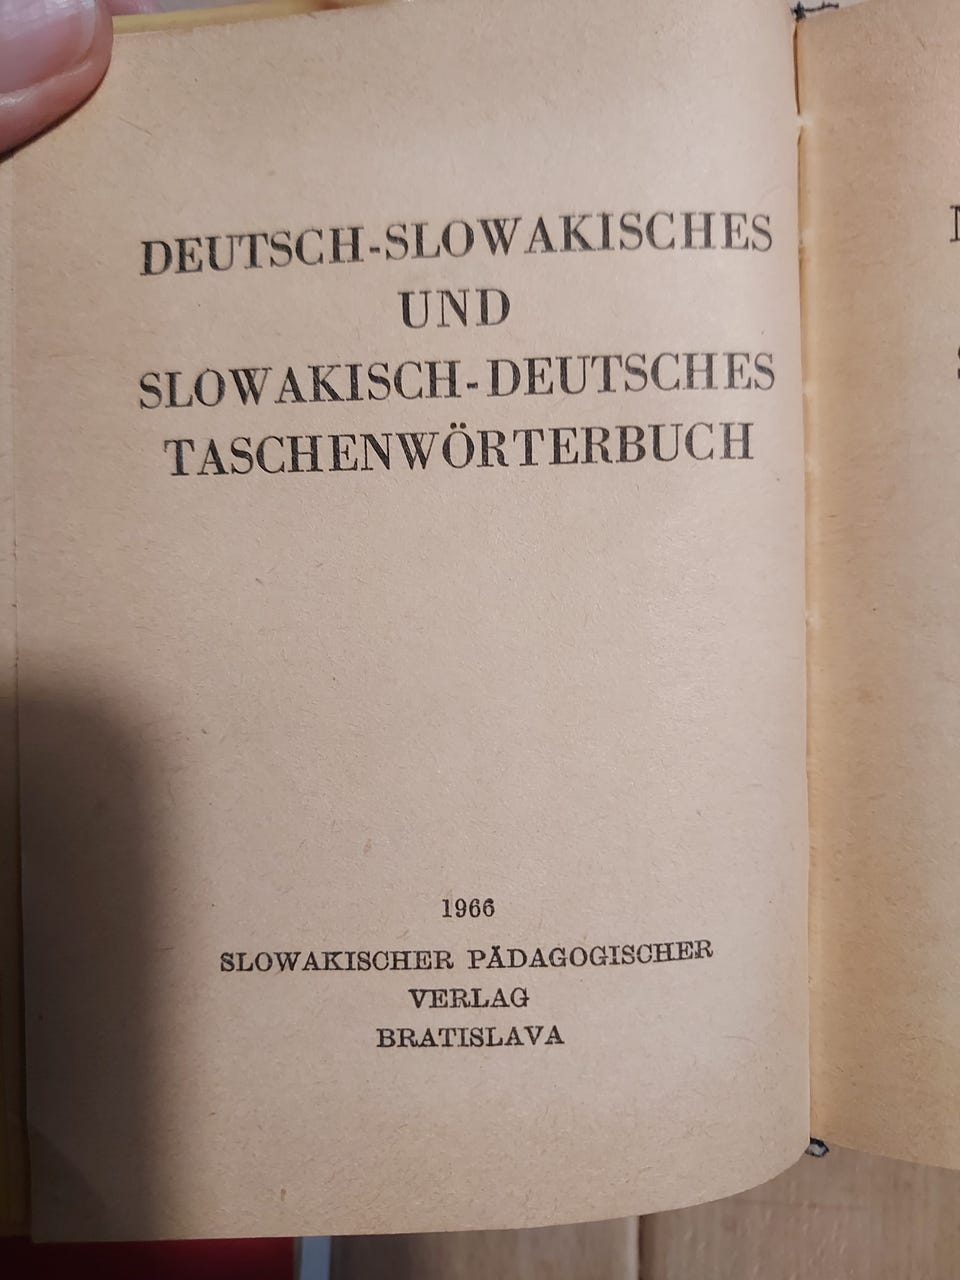 DEUTSCH-SLOWAKISCHES
UND
SLOWAKISCH-DEUTSCHES
TASCHENWÖRTERBUCH
1966
SLOWAKISCHER PÄDAGOGISCHER
VERLAG
BRATISLAVA